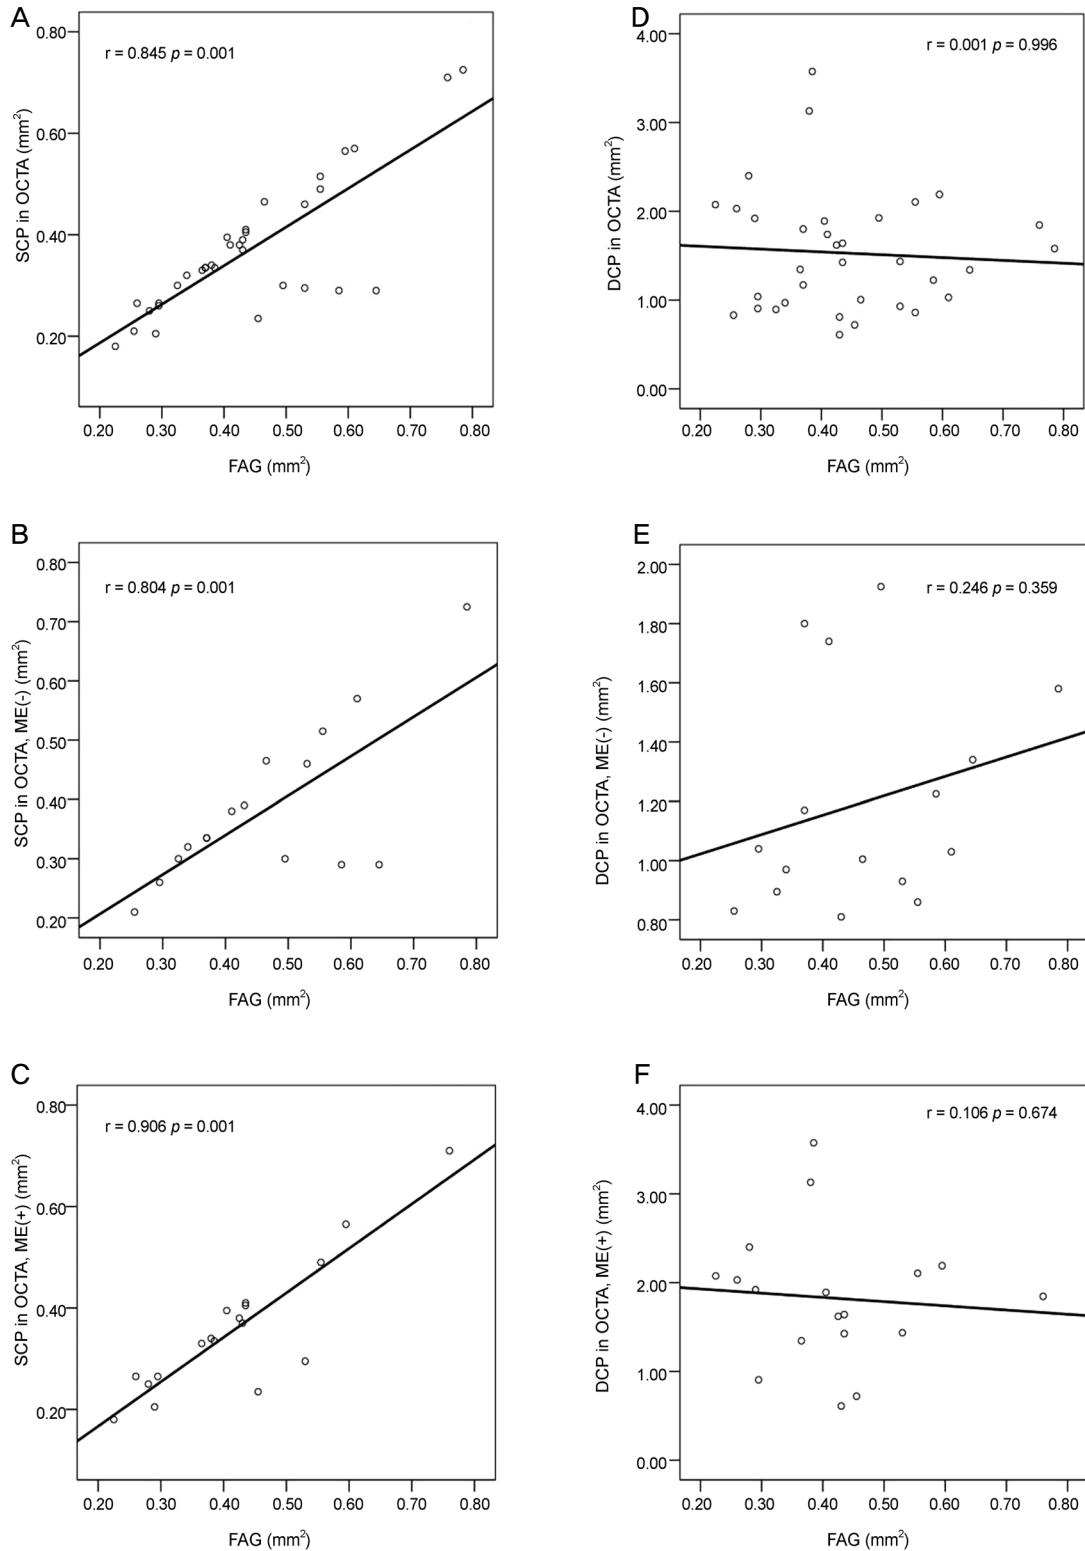 A
r = 0.845 p = 0.001
SCP in OCTA (mm²)
0.80
0.60
0.40
0.20
0.20 0.30 0.40 0.50 0.60 0.70 0.80
FAG (mm²)
D
r = 0.001 p = 0.996
DCP in OCTA (mm²)
4.00
3.00
2.00
1.00
0.00
0.20 0.30 0.40 0.50 0.60 0.70 0.80
FAG (mm²)
B
r = 0.804 p = 0.001
SCP in OCTA, ME(-) (mm²)
0.80
0.70
0.60
0.50
0.40
0.30
0.20
0.20 0.30 0.40 0.50 0.60 0.70 0.80
FAG (mm²)
E
r = 0.246 p = 0.359
DCP in OCTA, ME(-) (mm²)
2.00
1.80
1.60
1.40
1.20
1.00
0.80
0.20 0.30 0.40 0.50 0.60 0.70 0.80
FAG (mm²)
C
r = 0.906 p = 0.001
SCP in OCTA, ME(+) (mm²)
0.80
0.60
0.40
0.20
0.20 0.30 0.40 0.50 0.60 0.70 0.80
FAG (mm²)
F
r = 0.106 p = 0.674
DCP in OCTA, ME(+) (mm²)
4.00
3.00
2.00
1.00
0.00
0.20 0.30 0.40 0.50 0.60 0.70 0.80
FAG (mm²)